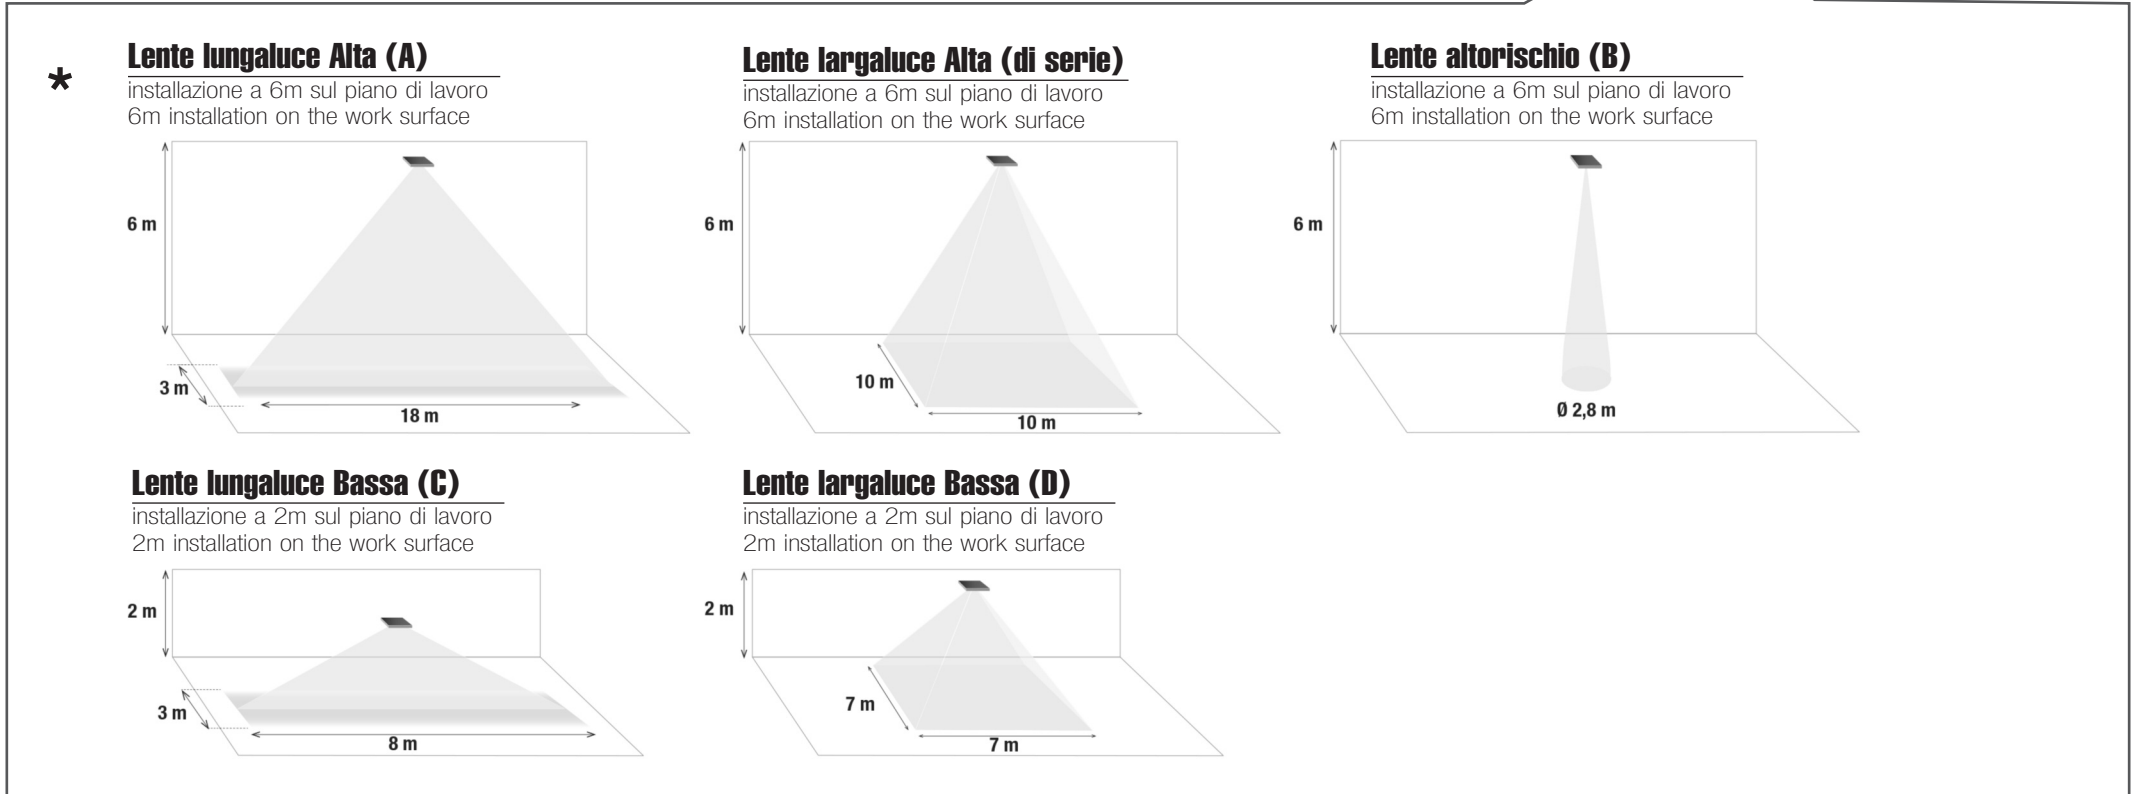 *
Lente lungaluce Alta (A)
installazione a 6m sul piano di lavoro
6m installation on the work surface
6 m
3 m
18 m
Lente largaluce Alta (di serie)
installazione a 6m sul piano di lavoro
6m installation on the work surface
6 m
10 m
10 m
Lente altorischio (B)
installazione a 6m sul piano di lavoro
6m installation on the work surface
6 m
Ø 2,8 m
Lente lungaluce Bassa (C)
installazione a 2m sul piano di lavoro
2m installation on the work surface
2 m
3 m
8 m
Lente largaluce Bassa (D)
installazione a 2m sul piano di lavoro
2m installation on the work surface
2 m
7 m
7 m